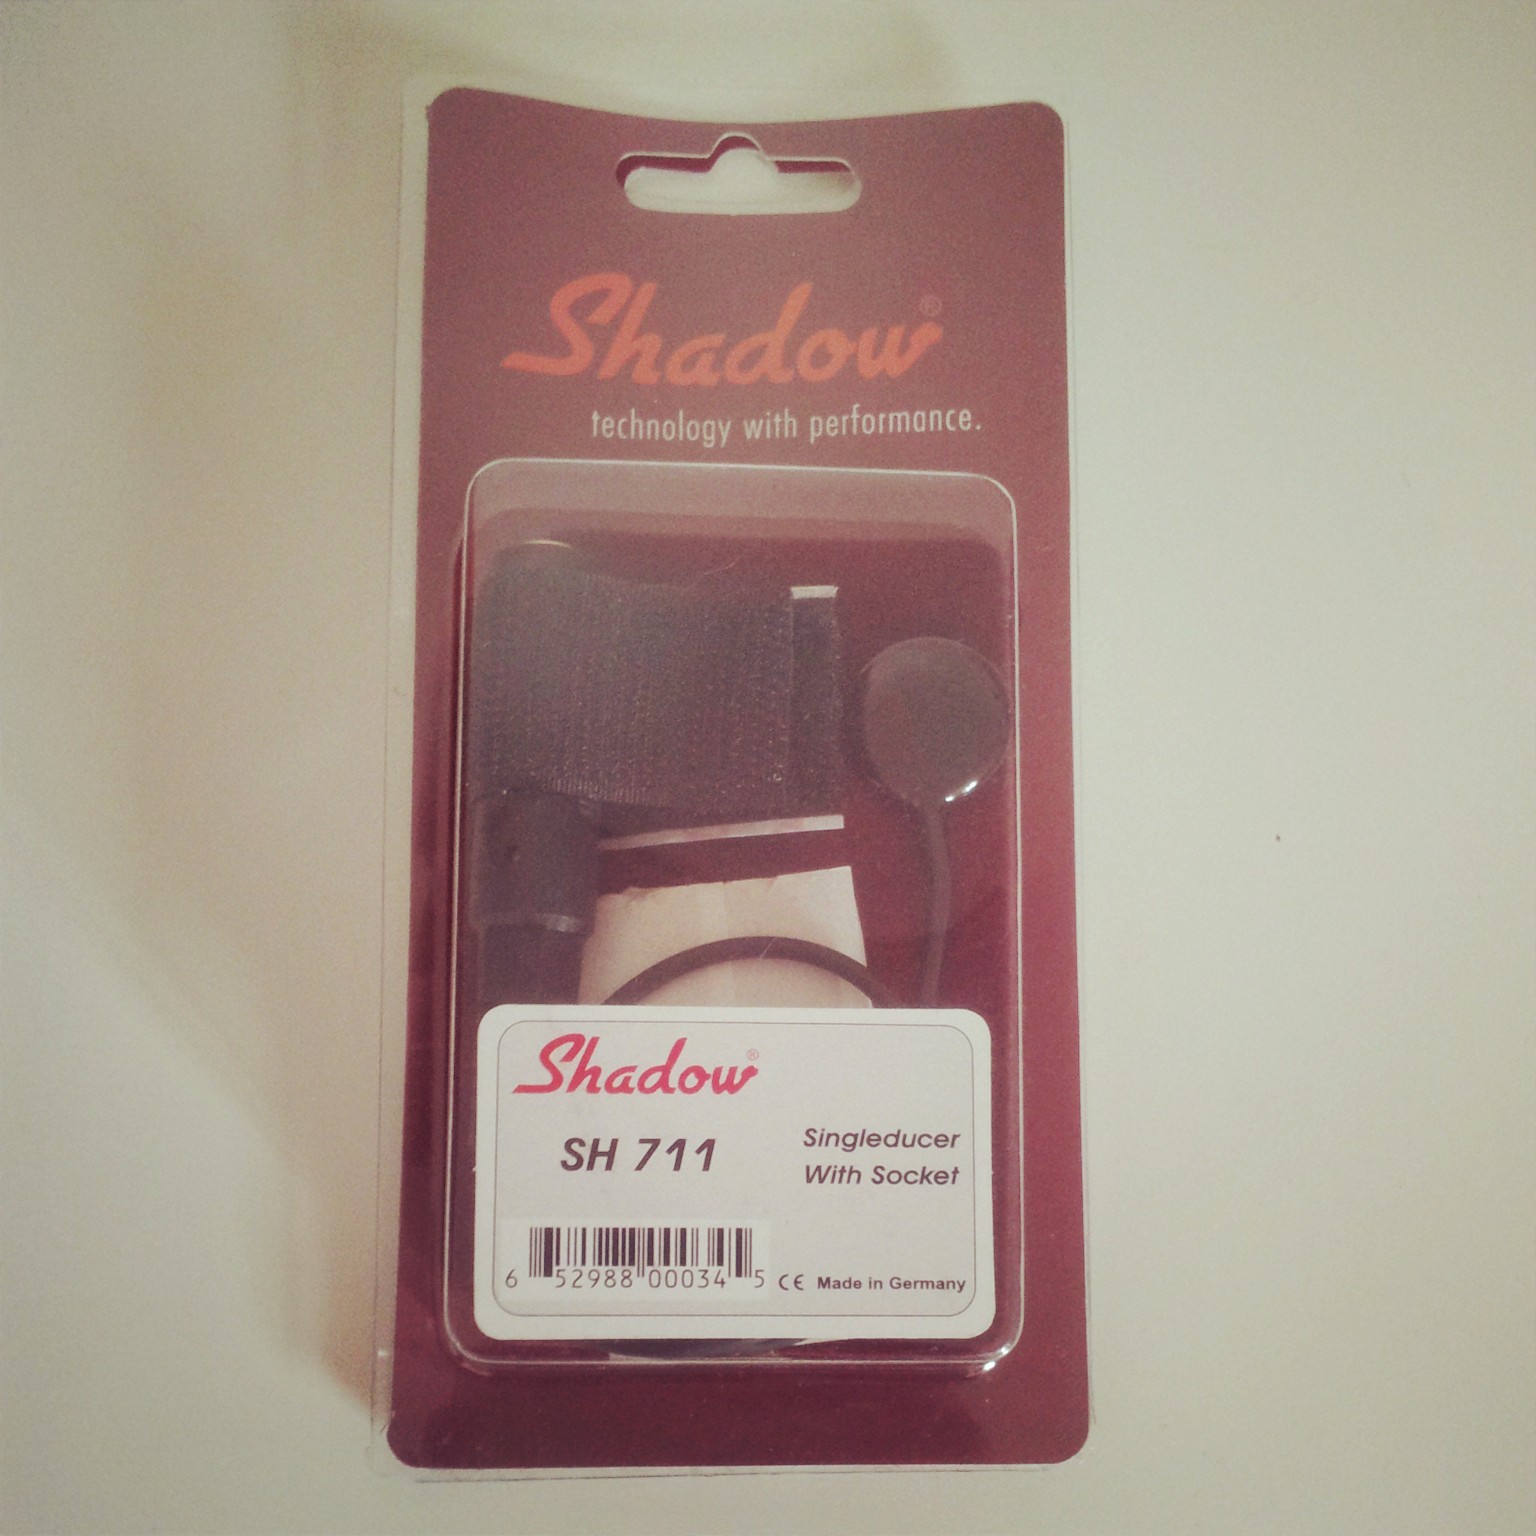 Shadow®
technology with performance.
Shadow®
SH 711
Singleducer
With Socket
6 52988 00034 5
CE Made in Germany